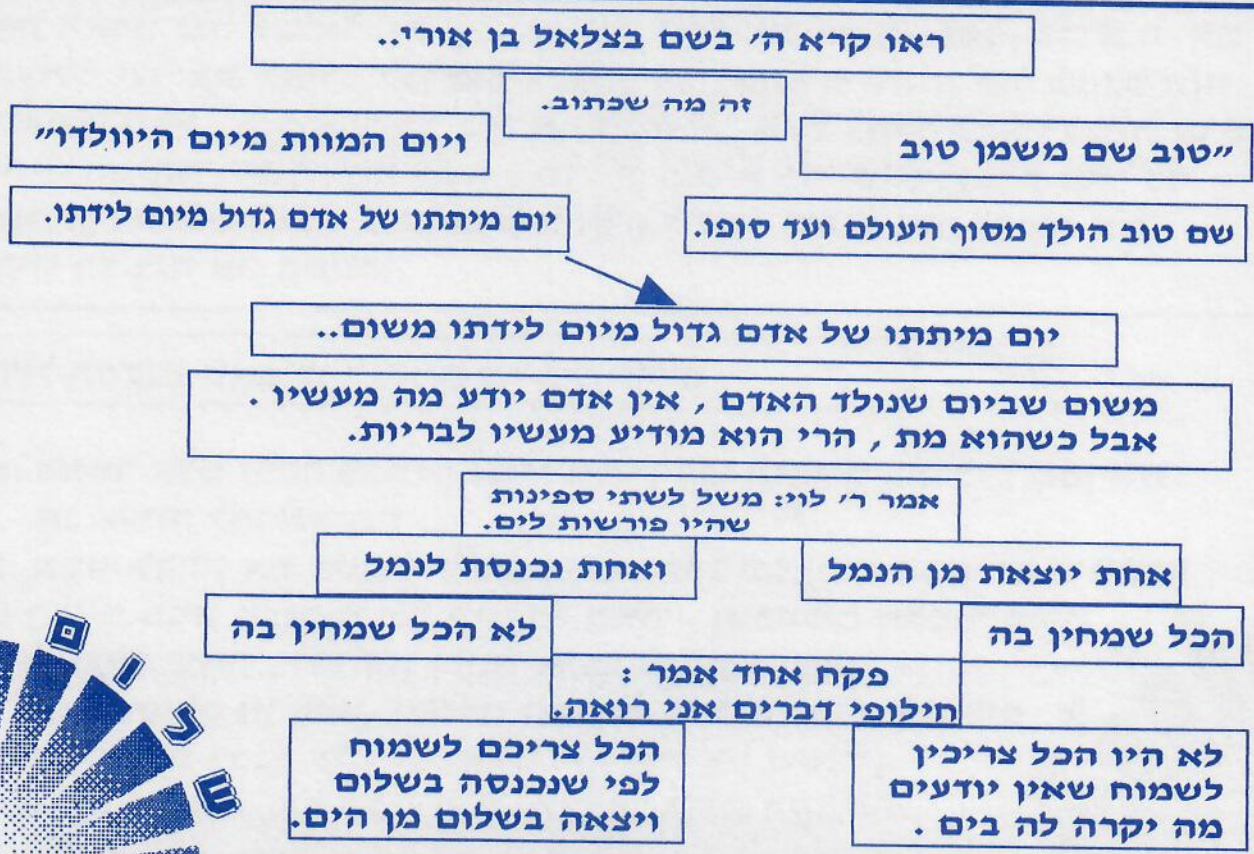 ראו קרא ה׳ בשם בצלאל בן אורי..
זה מה שכתוב.
״טוב שם משמן טוב
ויום המוות מיום היוולדו״
שם טוב הולך מסוף העולם ועד סופו.
יום מיתתו של אדם גדול מיום לידתו.
יום מיתתו של אדם גדול מיום לידתו משום..
משום שביום שנולד האדם , אין אדם יודע מה מעשיו .
אבל כשהוא מת , הרי הוא מודיע מעשיו לבריות.
אמר ר׳ לוי: משל לשתי ספינות
שהיו פורשות לים.
אחת יוצאת מן הנמל
ואחת נכנסת לנמל
הכל שמחין בה
לא הכל שמחין בה
פקח אחד אמר :
חילופי דברים אני רואה.
לא היו הכל צריכין
לשמוח שאין יודעים
מה יקרה לה בים .
הכל צריכם לשמוח
לפי שנכנסה בשלום
ויצאה בשלום מן הים.